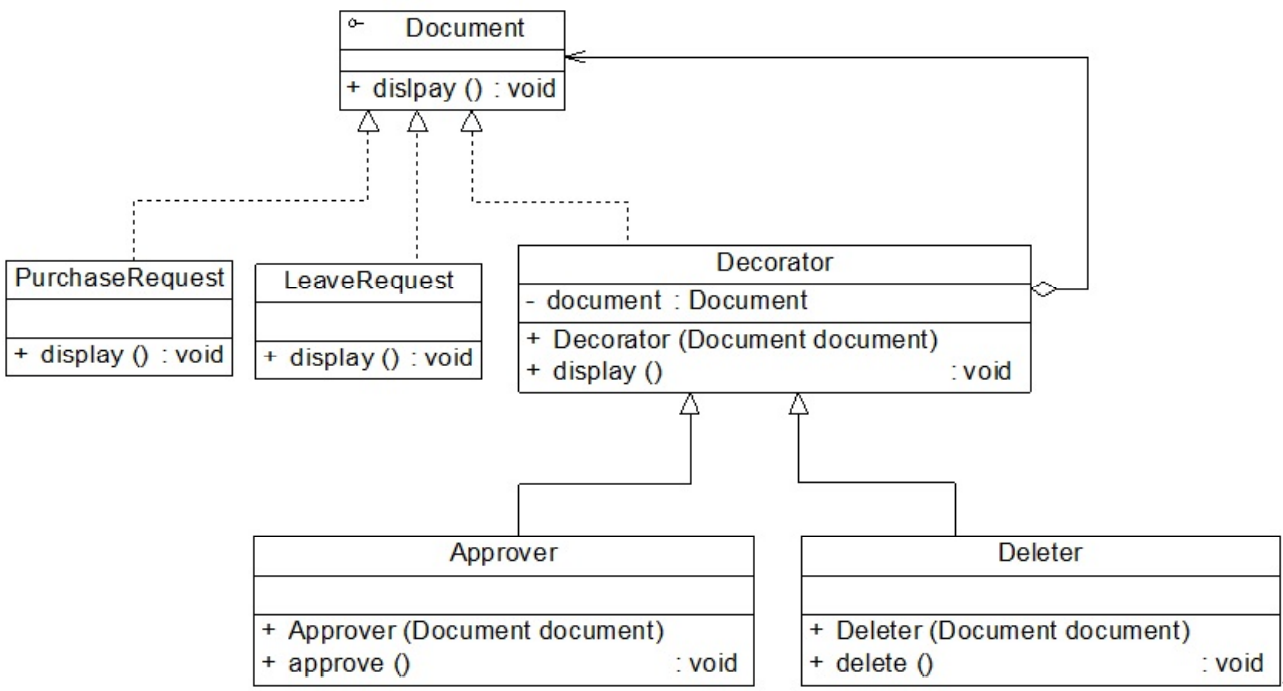 Document
+ dislpay () : void
PurchaseRequest
+ display () : void
LeaveRequest
+ display () : void
Decorator
- document : Document
+ Decorator (Document document)
+ display () : void
Approver
+ Approver (Document document)
+ approve () : void
Deleter
+ Deleter (Document document)
+ delete () : void